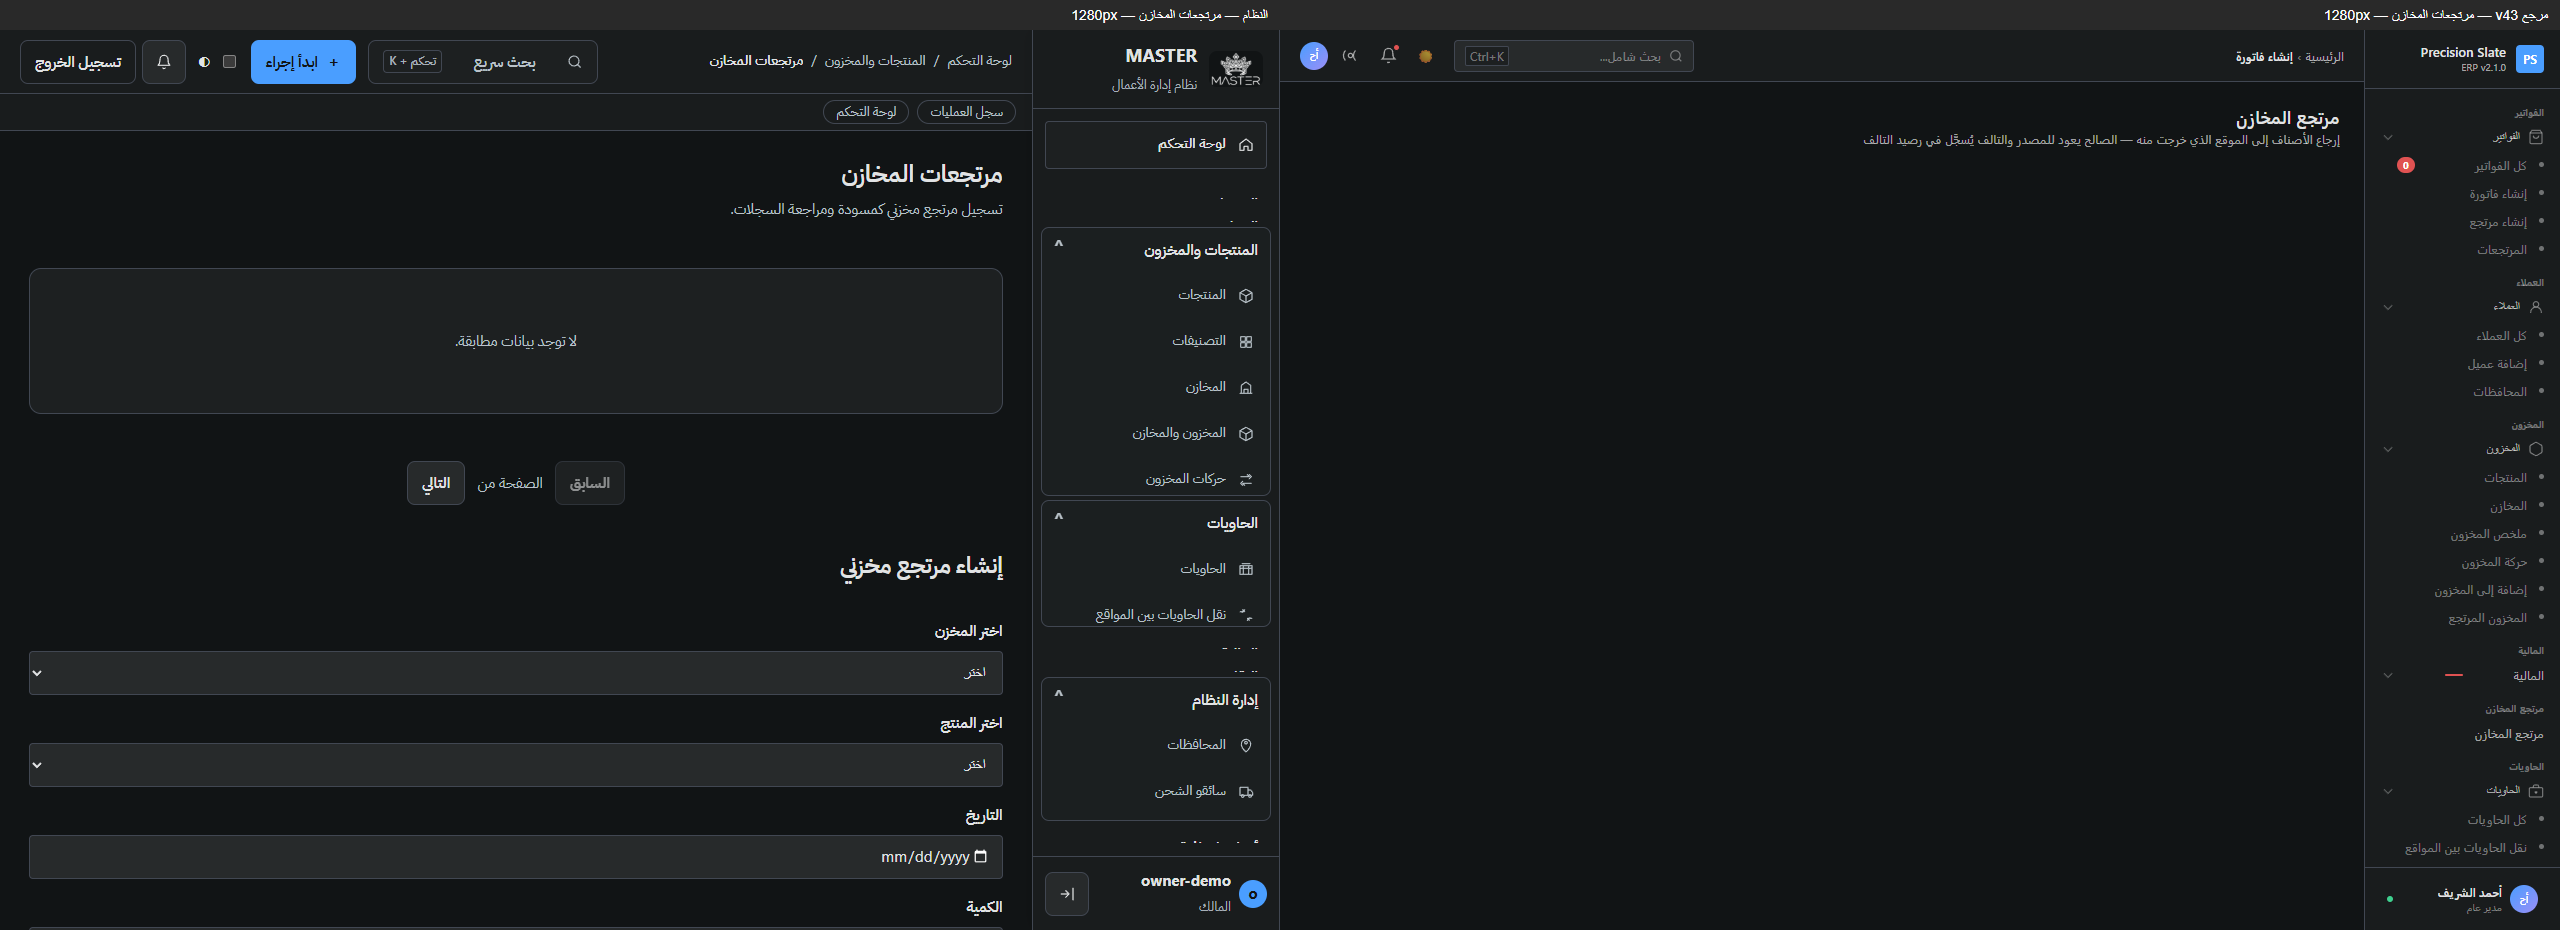 مرجع v43 — مرتجعات المخازن — 1280px
Precision Slate
ERP v2.1.0
PS
الفواتير
الفواتير
كل الفواتير
0
إنشاء فاتورة
إنشاء مرتجع
المرتجعات
العملاء
العملاء
كل العملاء
إضافة عميل
المحافظات
المخزون
المخزون
المنتجات
المخازن
ملخص المخزون
حركة المخزون
إضافة إلى المخزون
المخزون المرتجع
المالية
المالية
مرتجع المخازن
مرتجع المخازن
الحاويات
الحاويات
كل الحاويات
نقل الحاويات بين المواقع
أحمد الشريف
مدير عام
أح
الرئيسية › إنشاء فاتورة
بحث شامل...
Ctrl+K
أح
مرتجع المخازن
إرجاع الأصناف إلى الموقع الذي خرجت منه — الصالح يعود للمصدر والتالف يُسجَّل في رصيد التالف
النظام — مرتجعات المخازن — 1280px
MASTER
MASTER
نظام إدارة الأعمال
لوحة التحكم
المنتجات والمخزون
المنتجات
التصنيفات
المخازن
المخزون والمخازن
حركات المخزون
الحاويات
الحاويات
نقل الحاويات بين المواقع
إدارة النظام
المحافظات
سائقو الشحن
o
owner-demo
المالك
لوحة التحكم / المنتجات والمخزون / مرتجعات المخازن
بحث سريع
تحكم + K
+ ابدأ إجراء
تسجيل الخروج
سجل العمليات
لوحة التحكم
مرتجعات المخازن
تسجيل مرتجع مخزني كمسودة ومراجعة السجلات.
لا توجد بيانات مطابقة.
السابق
الصفحة من
التالي
إنشاء مرتجع مخزني
اختر المخزن
اختر
اختر المنتج
اختر
التاريخ
mm/dd/yyyy
الكمية